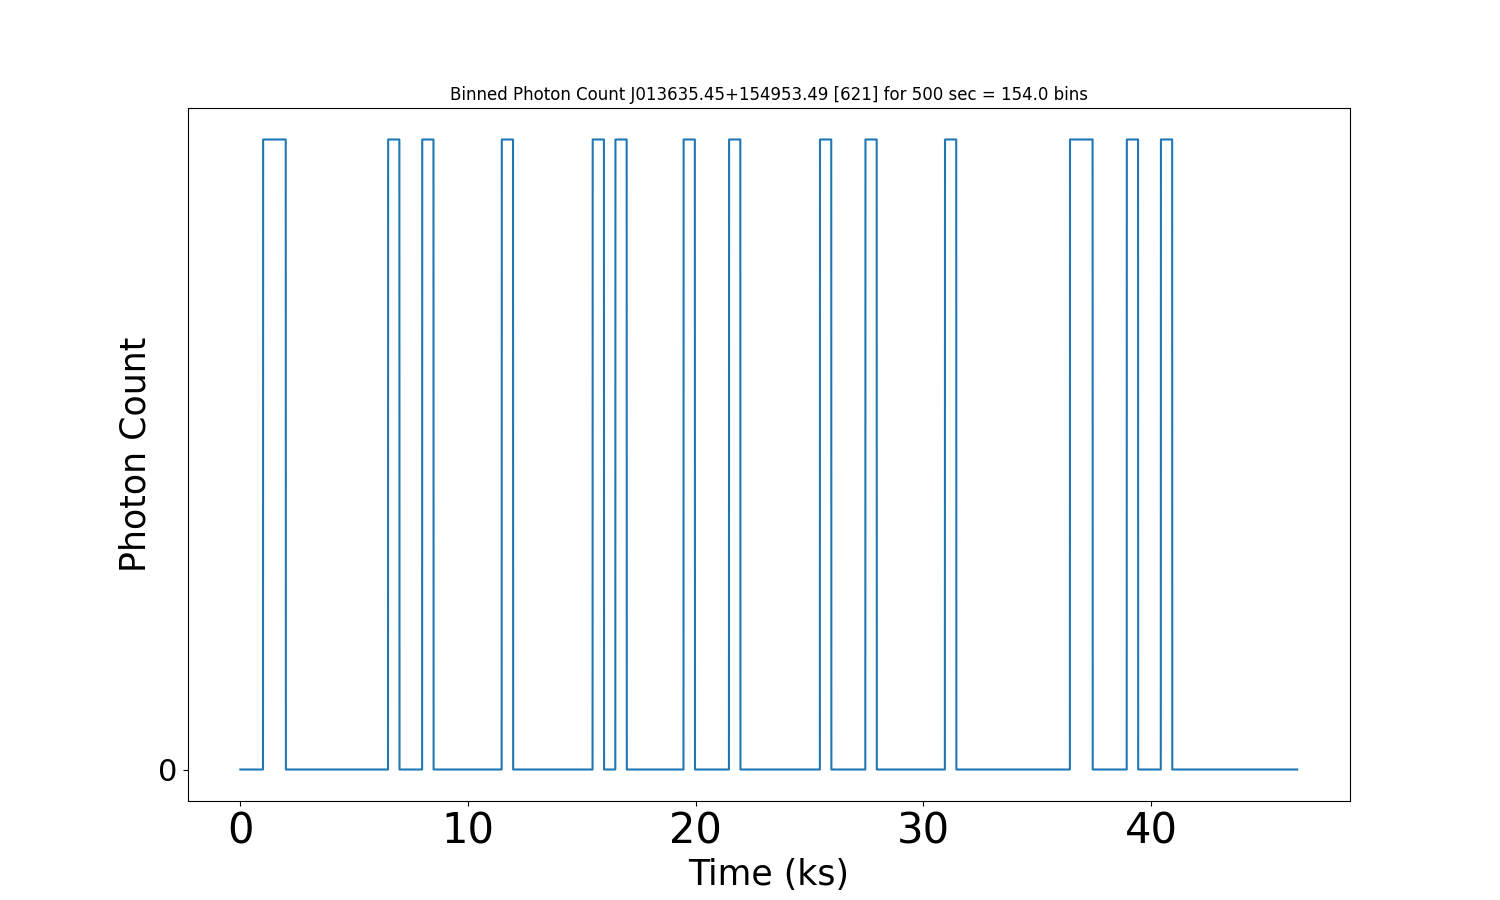 Binned Photon Count J013635.45+154953.49 [621] for 500 sec = 154.0 bins
Photon Count
0
0 10 20 30 40
Time (ks)